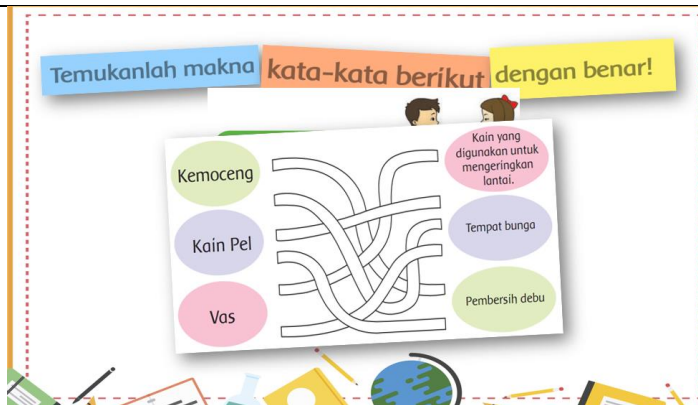 Temukanlah makna kata-kata berikut dengan benar!
Kemoceng
Kain Pel
Vas
Kain yang
digunakan untuk
mengeringkan
lantai.
Tempat bunga
Pembersih debu